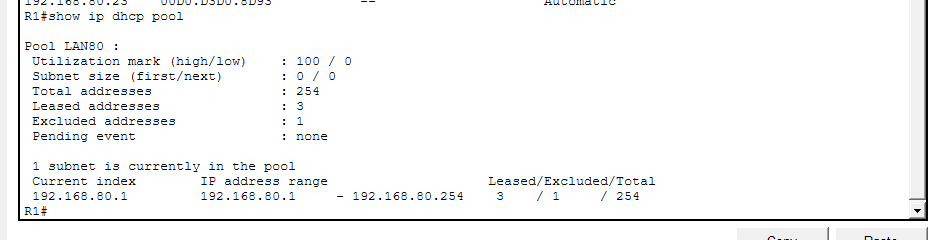 192.168.80.23 00D0.D3D0.8D93 -- Automatic
R1#show ip dhcp pool
Pool LAN80 :
Utilization mark (high/low) : 100 / 0
Subnet size (first/next) : 0 / 0
Total addresses : 254
Leased addresses : 3
Excluded addresses : 1
Pending event : none
1 subnet is currently in the pool
Current index IP address range Leased/Excluded/Total
192.168.80.1 192.168.80.1 - 192.168.80.254 3 / 1 / 254
R1#
Copy Paste